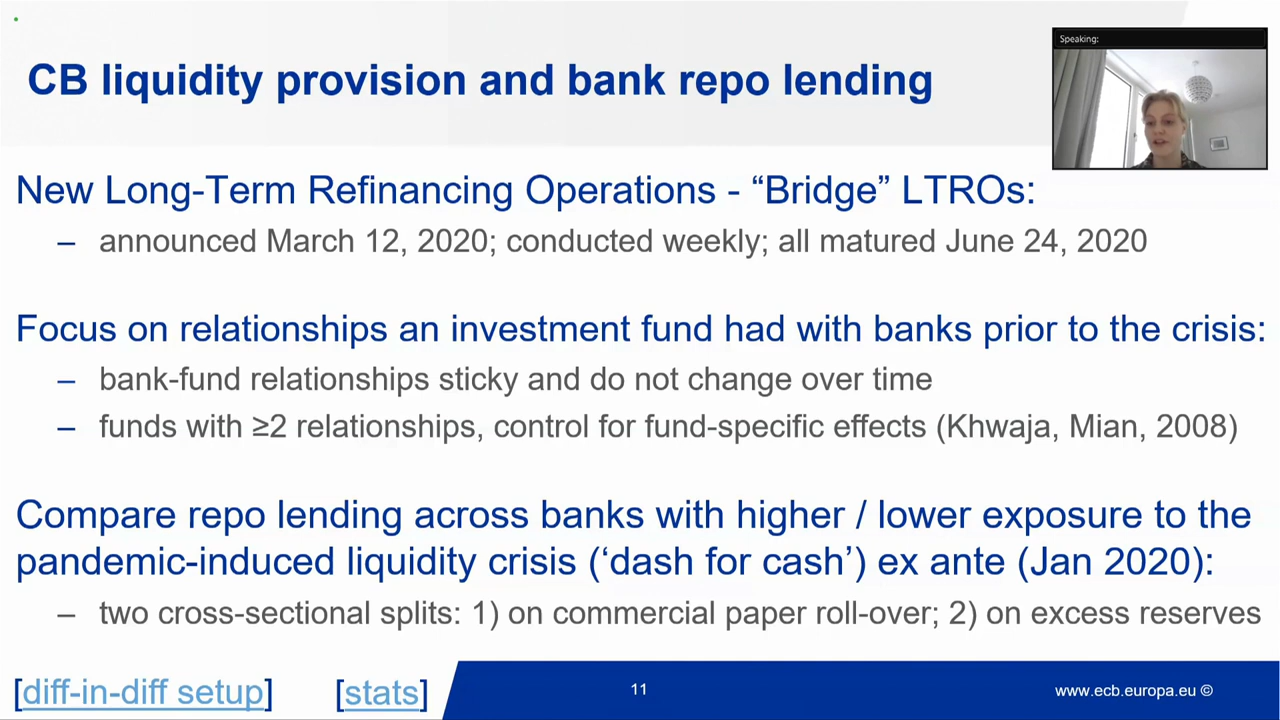 CB liquidity provision and bank repo lending
Speaking:
New Long-Term Refinancing Operations - “Bridge” LTROs:
– announced March 12, 2020; conducted weekly; all matured June 24, 2020
Focus on relationships an investment fund had with banks prior to the crisis:
– bank-fund relationships sticky and do not change over time
– funds with ≥2 relationships, control for fund-specific effects (Khwaja, Mian, 2008)
Compare repo lending across banks with higher / lower exposure to the
pandemic-induced liquidity crisis (‘dash for cash’) ex ante (Jan 2020):
– two cross-sectional splits: 1) on commercial paper roll-over; 2) on excess reserves
[diff-in-diff setup] [stats] 11 www.ecb.europa.eu ©